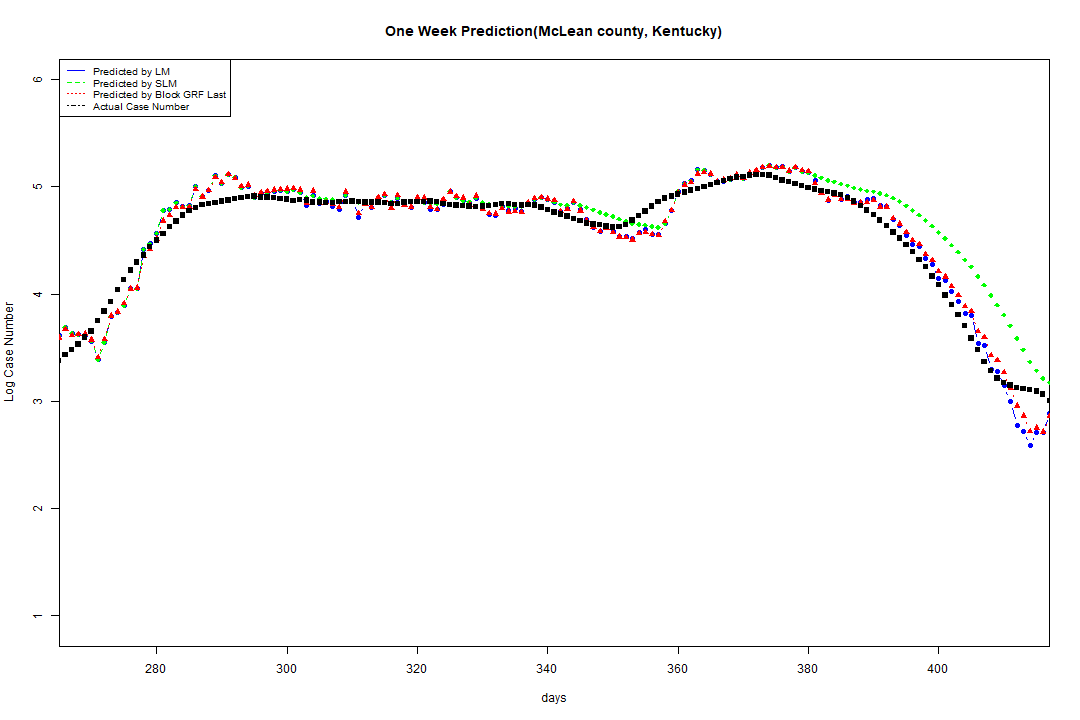 One Week Prediction(McLean county, Kentucky)
Predicted by LM
Predicted by SLM
Predicted by Block GRF Last
Actual Case Number
6
5
4
3
2
1
Log Case Number
280 300 320 340 360 380 400
days